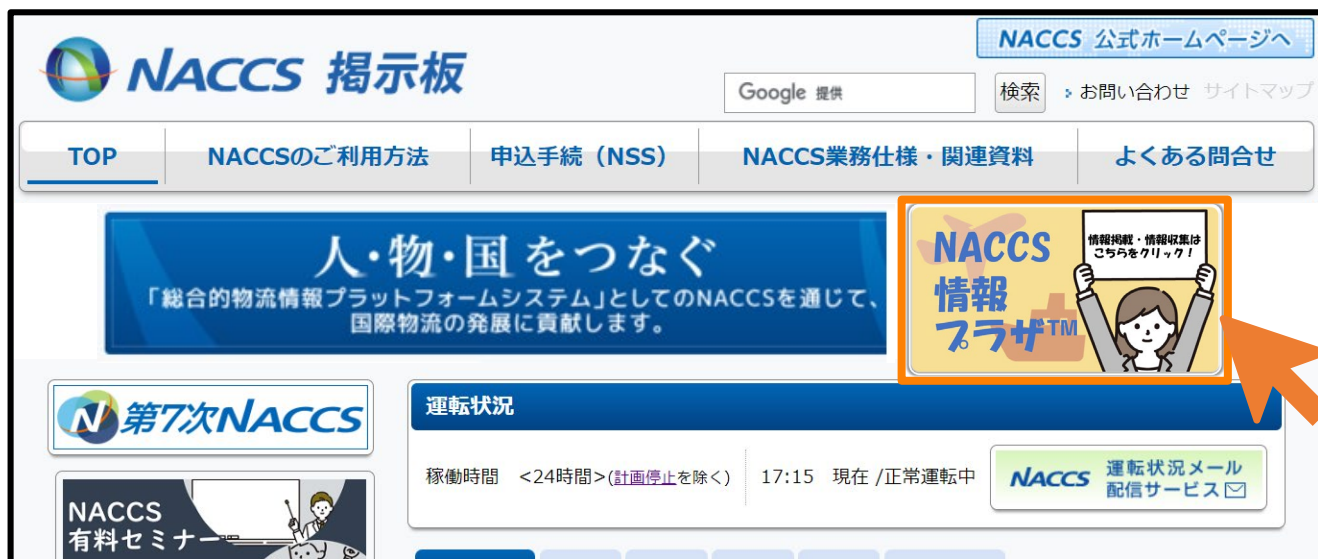 NACCS 掲示板
NACCS 公式ホームページへ
Google 提供
検索
お問い合わせ サイトマップ
TOP
NACCSのご利用方法
申込手続（NSS）
NACCS業務仕様・関連資料
よくある問合せ
人・物・国 をつなぐ
「総合的物流情報プラットフォームシステム」としてのNACCSを通じて、
国際物流の発展に貢献します。
NACCS
情報
プラザ™
情報掲載・情報収集は
こちらをクリック！
第7次NACCS
NACCS
有料セミナー
運転状況
稼働時間 <24時間>(計画停止を除く) 17:15 現在 /正常運転中
NACCS 運転状況メール
配信サービス